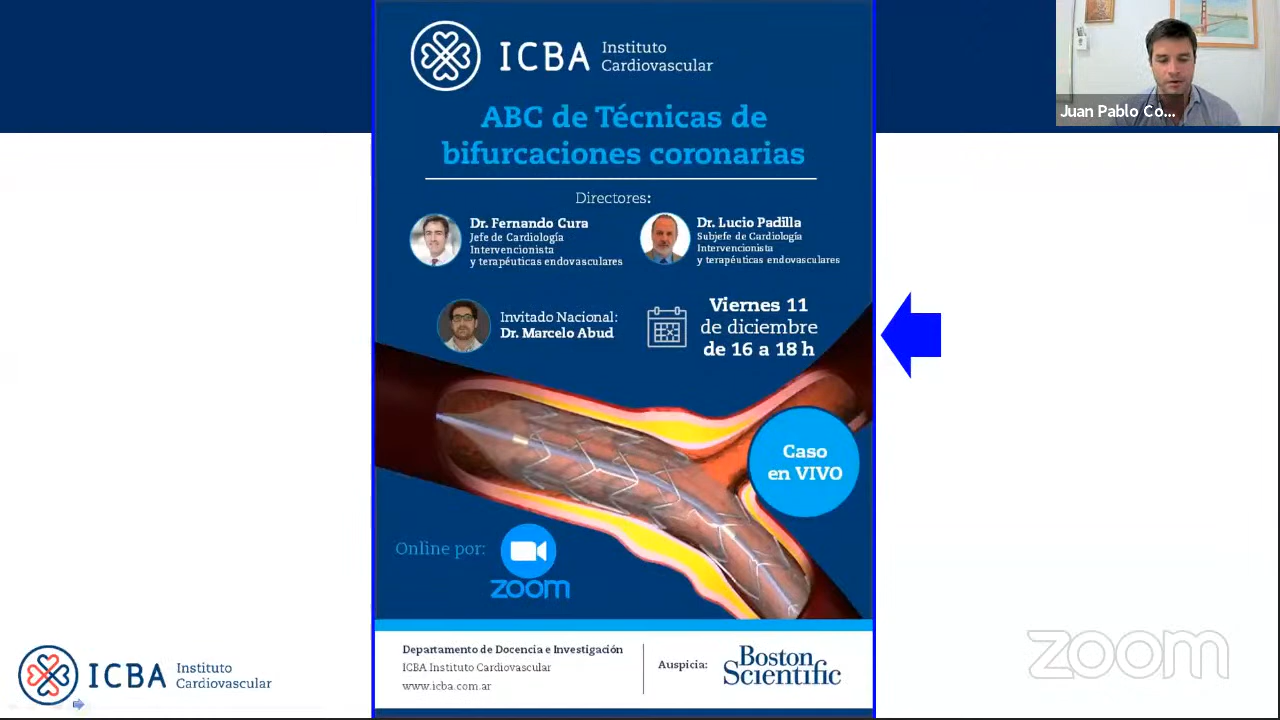 ICBA Instituto Cardiovascular
ABC de Técnicas de
bifurcaciones coronarias
Directores:
Dr. Fernando Cura
Jefe de Cardiología
Intervencionista
y terapéuticas endovasculares
Dr. Lucio Padilla
Subjefe de Cardiología
Intervencionista
y terapéuticas endovasculares
Invitado Nacional:
Dr. Marcelo Abud
Viernes 11
de diciembre
de 16 a 18 h
Caso
en VIVO
Online por:
zoom
Departamento de Docencia e Investigación
ICBA Instituto Cardiovascular
www.icba.com.ar
Auspicia:
Boston
Scientific
Juan Pablo Co...
ICBA Instituto Cardiovascular
zoom